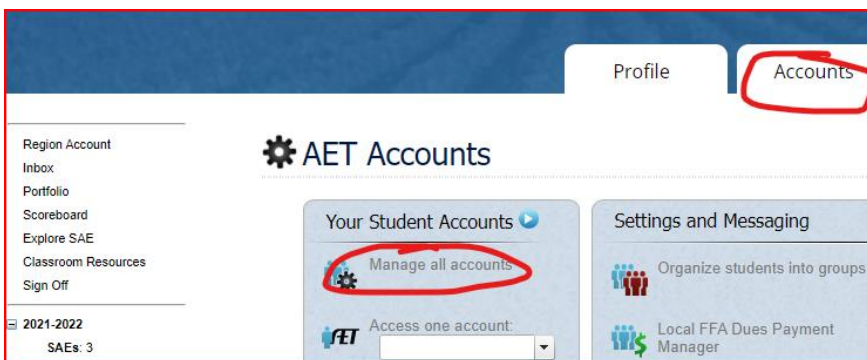 Profile
Accounts
Region Account
Inbox
Portfolio
Scoreboard
Explore SAE
Classroom Resources
Sign Off
2021-2022
SAEs: 3
AET Accounts
Your Student Accounts
Manage all accounts
AET
Access one account:
Settings and Messaging
Organize students into groups
Local FFA Dues Payment
Manager